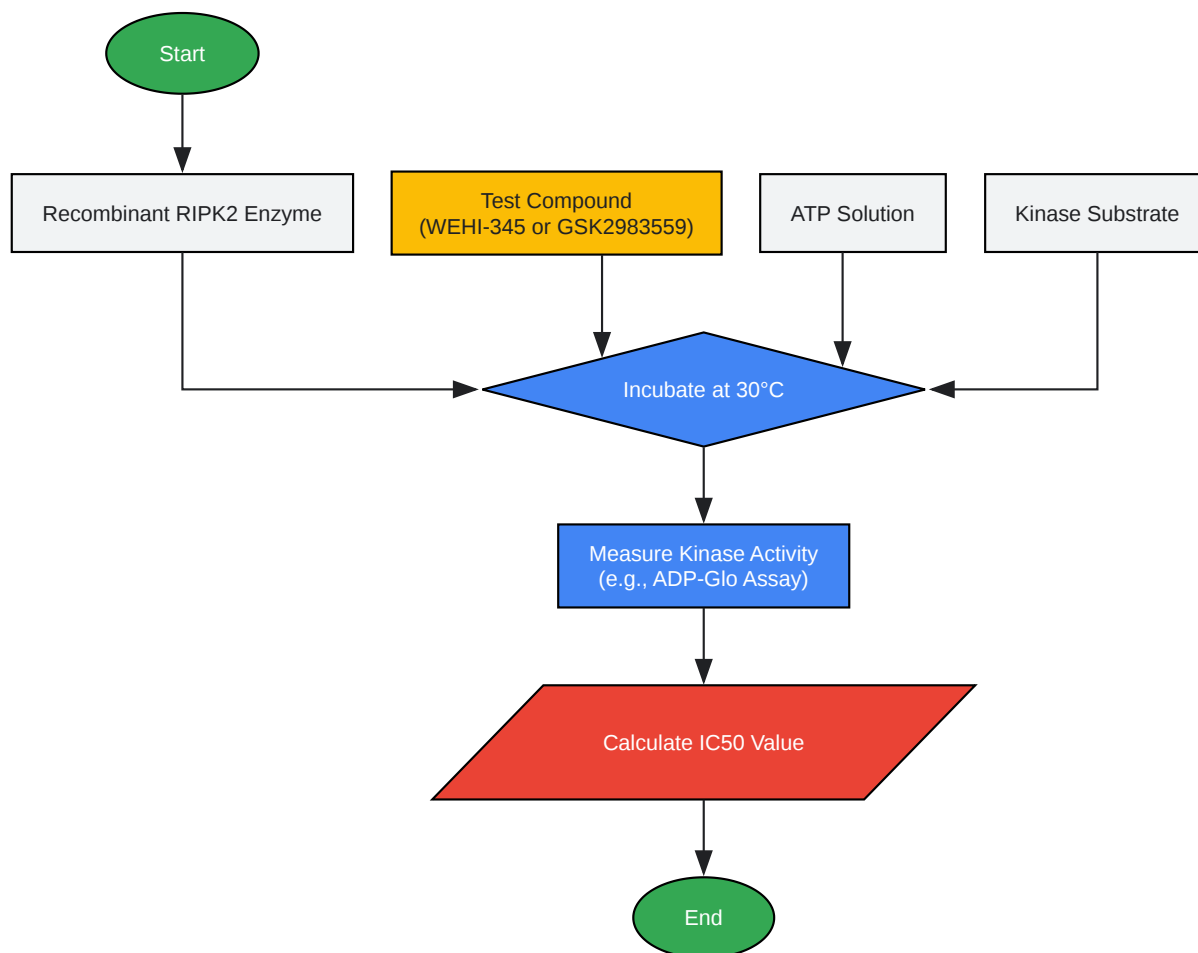 Start
Recombinant RIPK2 Enzyme
Test Compound
(WEHI-345 or GSK2983559)
ATP Solution
Kinase Substrate
Incubate at 30°C
Measure Kinase Activity
(e.g., ADP-Glo Assay)
Calculate IC50 Value
End